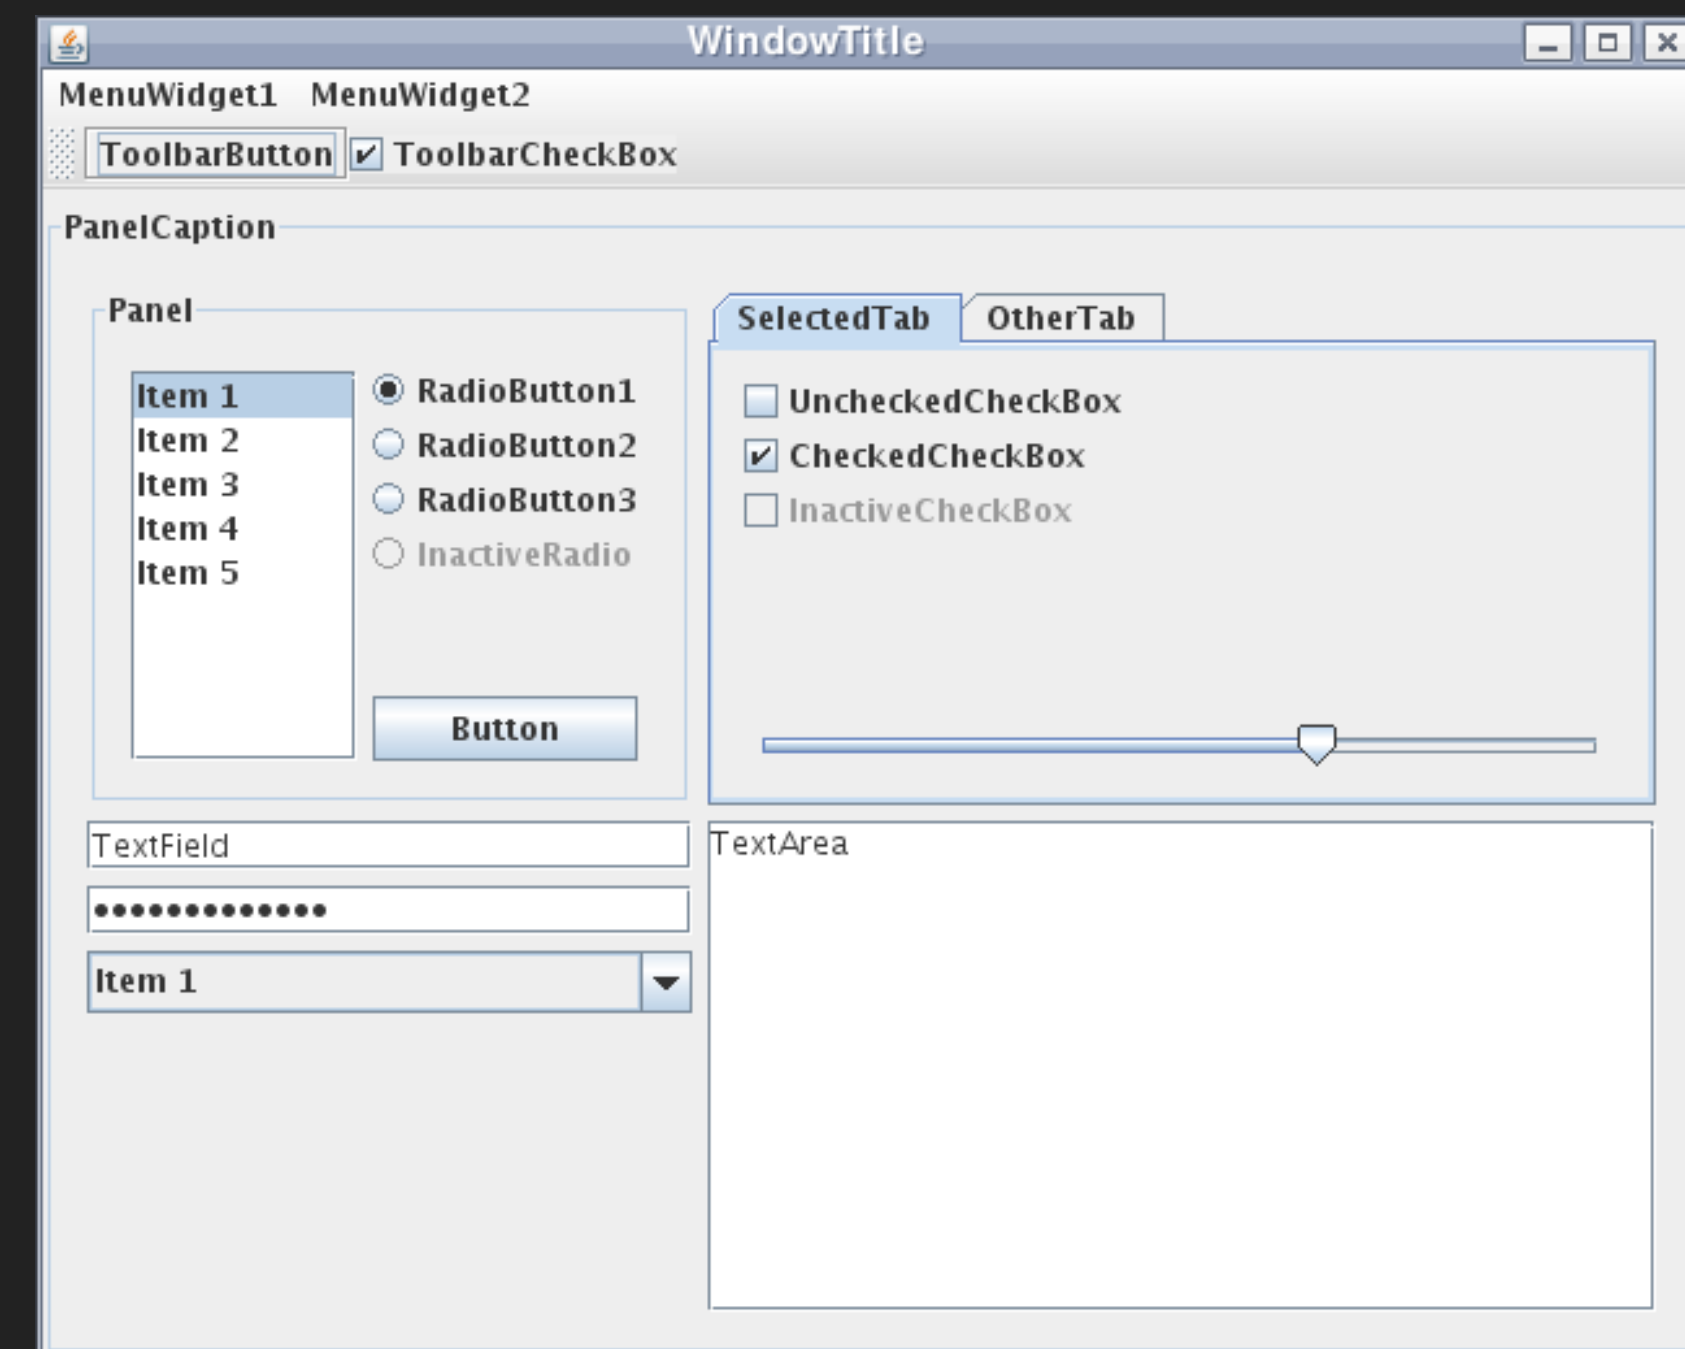 WindowTitle
MenuWidget1 MenuWidget2
ToolbarButton ToolbarCheckBox
PanelCaption
Panel
Item 1
Item 2
Item 3
Item 4
Item 5
RadioButton1
RadioButton2
RadioButton3
InactiveRadio
Button
SelectedTab OtherTab
UncheckedCheckBox
CheckedCheckBox
InactiveCheckBox
TextField
•••••••••••••
Item 1
TextArea